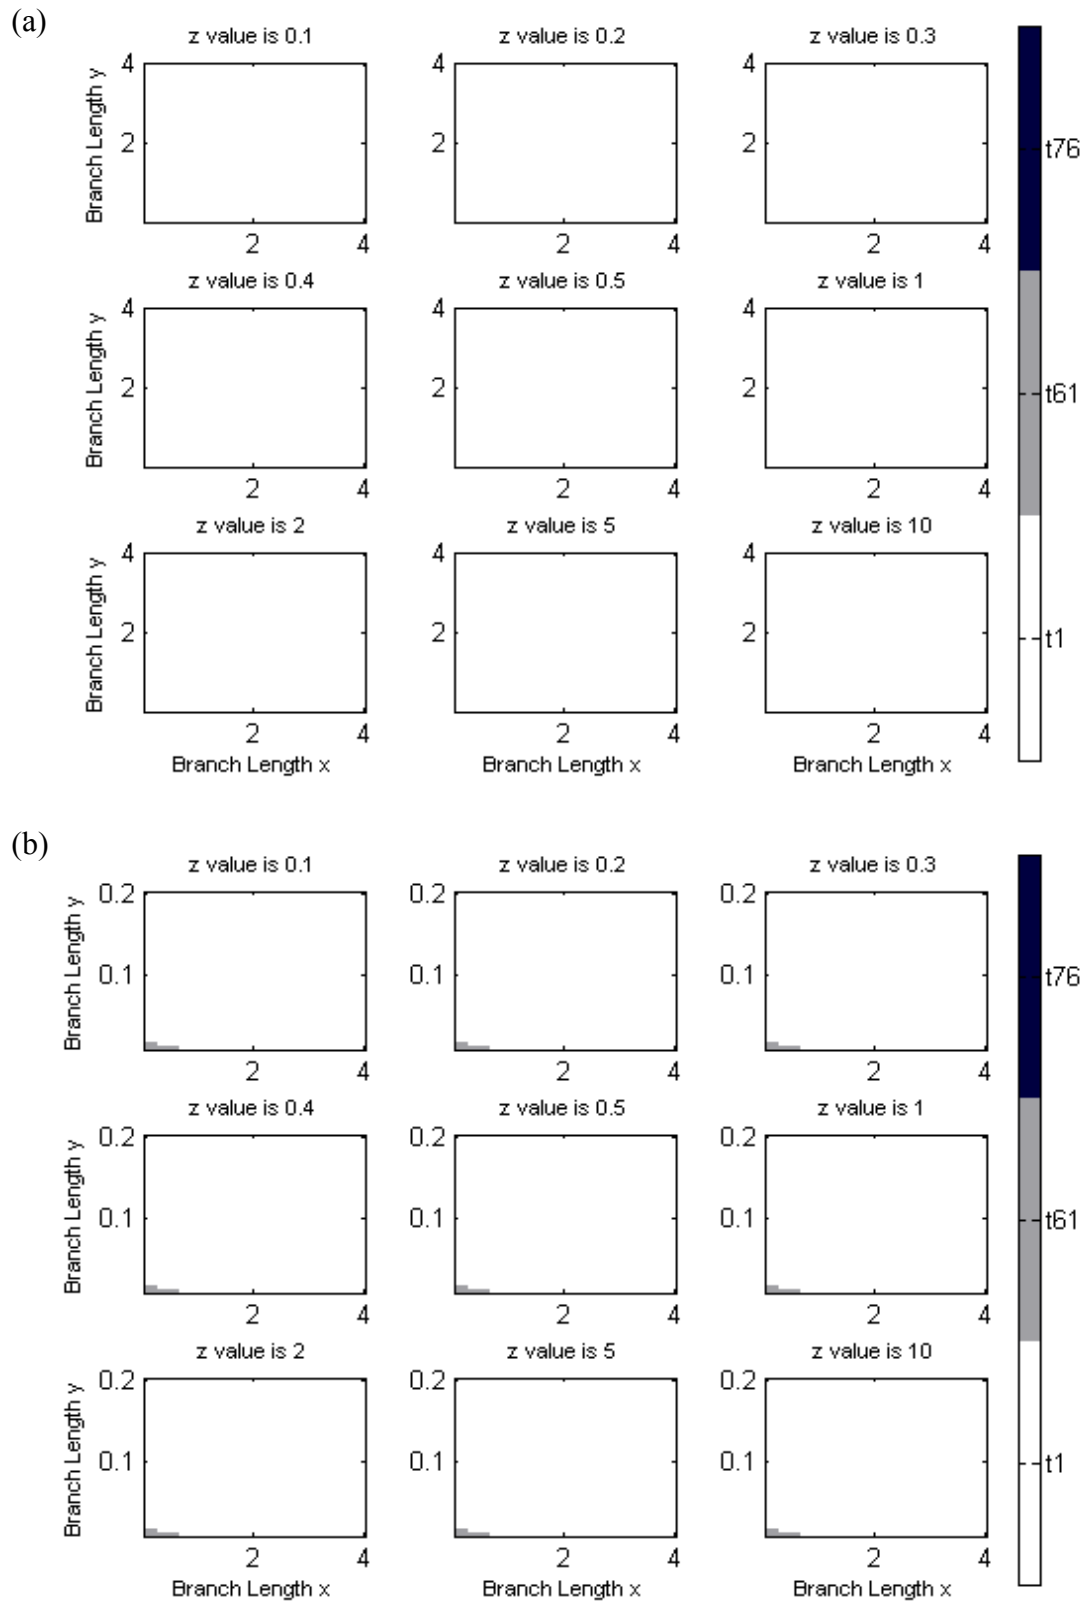 (a)
z value is 0.1 z value is 0.2 z value is 0.3
Branch Length y 4 2 2 4
4 2 2 4
4 2 2 4
z value is 0.4 z value is 0.5 z value is 1
Branch Length y 4 2 2 4
4 2 2 4
4 2 2 4
z value is 2 z value is 5 z value is 10
Branch Length y 4 2 2 4
4 2 2 4
4 2 2 4
Branch Length x Branch Length x Branch Length x
t76
t61
t1
(b)
z value is 0.1 z value is 0.2 z value is 0.3
Branch Length y 0.2 0.1 2 4
0.2 0.1 2 4
0.2 0.1 2 4
z value is 0.4 z value is 0.5 z value is 1
Branch Length y 0.2 0.1 2 4
0.2 0.1 2 4
0.2 0.1 2 4
z value is 2 z value is 5 z value is 10
Branch Length y 0.2 0.1 2 4
0.2 0.1 2 4
0.2 0.1 2 4
Branch Length x Branch Length x Branch Length x
t76
t61
t1